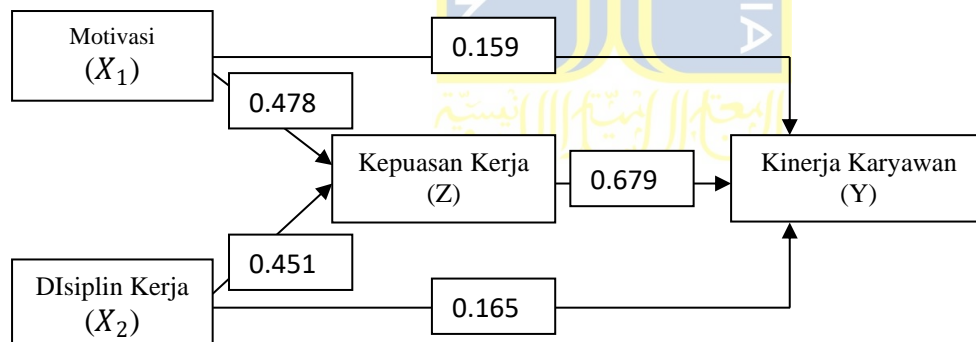 Motivasi
(𝑋₁)
0.159
0.478
Kepuasan Kerja
(Z)
0.679
Kinerja Karyawan
(Y)
0.451
DIsiplin Kerja
(𝑋₂)
0.165